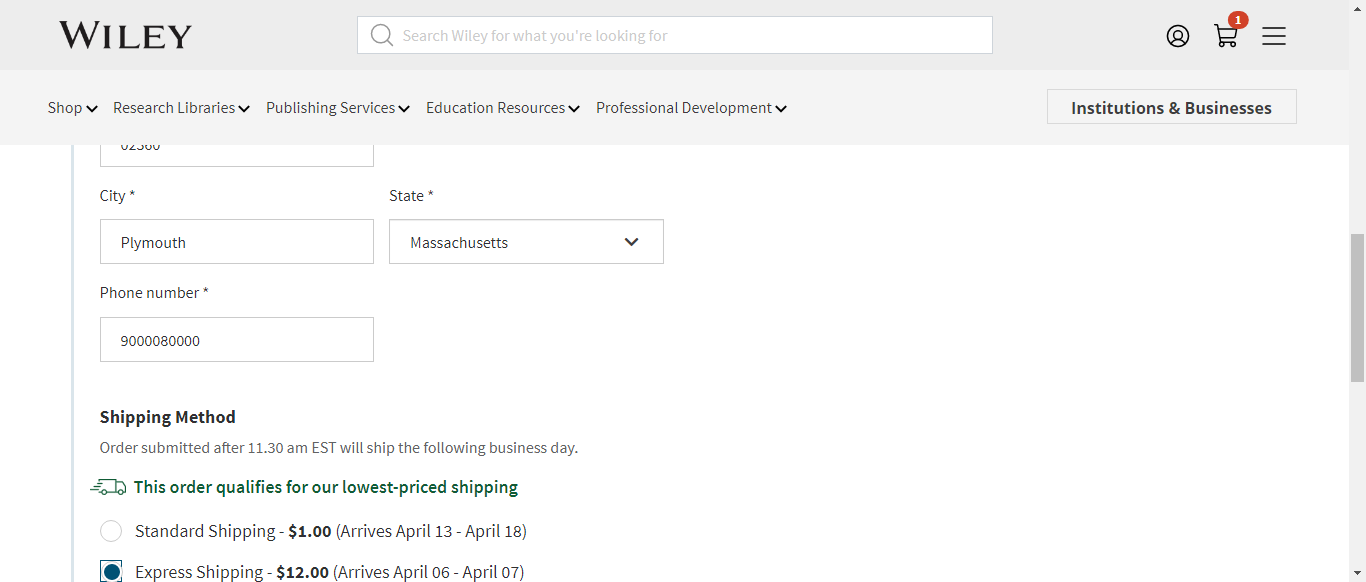 WILEY
Search Wiley for what you're looking for
1
Shop
Research Libraries
Publishing Services
Education Resources
Professional Development
Institutions & Businesses
02360
City *
State *
Plymouth
Massachusetts
Phone number *
9000080000
Shipping Method
Order submitted after 11.30 am EST will ship the following business day.
This order qualifies for our lowest-priced shipping
Standard Shipping - $1.00 (Arrives April 13 - April 18)
Express Shipping - $12.00 (Arrives April 06 - April 07)